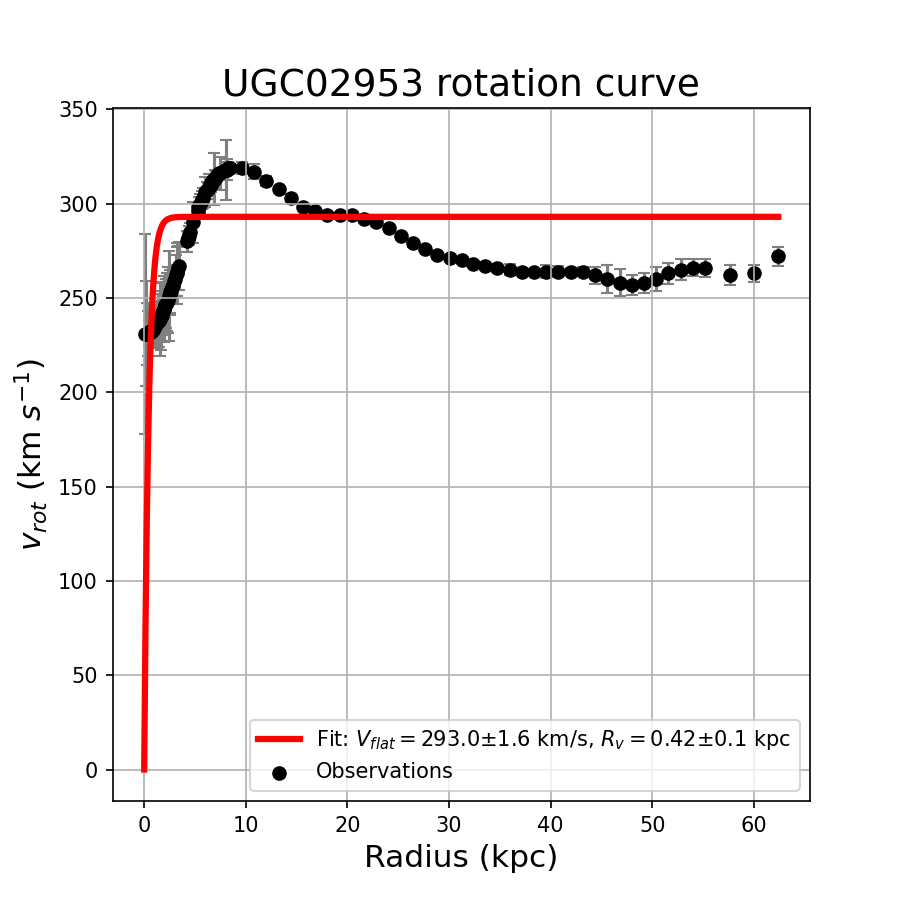 UGC02953 rotation curve
350
300
250
200
150
100
50
0
v_rot (km s⁻¹)
Fit: V_flat = 293.0±1.6 km/s, R_v = 0.42±0.1 kpc
Observations
0 10 20 30 40 50 60
Radius (kpc)